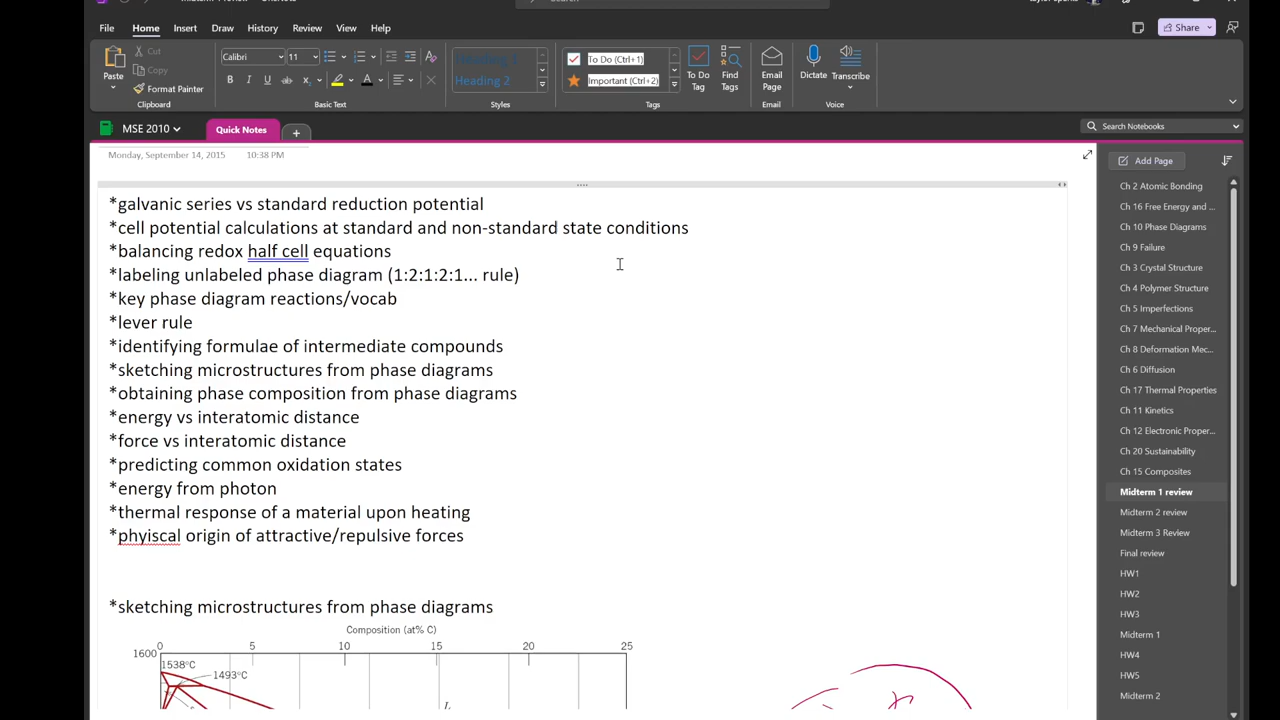 File Home Insert Draw History Review View Help
Share
Paste
Cut
Copy
Format Painter
Clipboard
Calibri 11
B I U ab x A
Basic Text
Heading 1
Heading 2
Styles
To Do (Ctrl+1)
Important (Ctrl+2)
Tags
To Do Tag
Find Tags
Email Page
Email
Dictate
Transcribe
Voice
MSE 2010
Quick Notes
+
Search Notebooks
Monday, September 14, 2015 10:38 PM
*galvanic series vs standard reduction potential
*cell potential calculations at standard and non-standard state conditions
*balancing redox half cell equations
*labeling unlabeled phase diagram (1:2:1:2:1... rule)
*key phase diagram reactions/vocab
*lever rule
*identifying formulae of intermediate compounds
*sketching microstructures from phase diagrams
*obtaining phase composition from phase diagrams
*energy vs interatomic distance
*force vs interatomic distance
*predicting common oxidation states
*energy from photon
*thermal response of a material upon heating
*phyiscal origin of attractive/repulsive forces
*sketching microstructures from phase diagrams
Composition (at% C)
0 5 10 15 20 25
1600
1538°C
1493°C
L
Add Page
Ch 2 Atomic Bonding
Ch 16 Free Energy and ...
Ch 10 Phase Diagrams
Ch 9 Failure
Ch 3 Crystal Structure
Ch 4 Polymer Structure
Ch 5 Imperfections
Ch 7 Mechanical Proper...
Ch 8 Deformation Mec...
Ch 6 Diffusion
Ch 17 Thermal Properties
Ch 11 Kinetics
Ch 12 Electronic Proper...
Ch 20 Sustainability
Ch 15 Composites
Midterm 1 review
Midterm 2 review
Midterm 3 Review
Final review
HW1
HW2
HW3
Midterm 1
HW4
HW5
Midterm 2